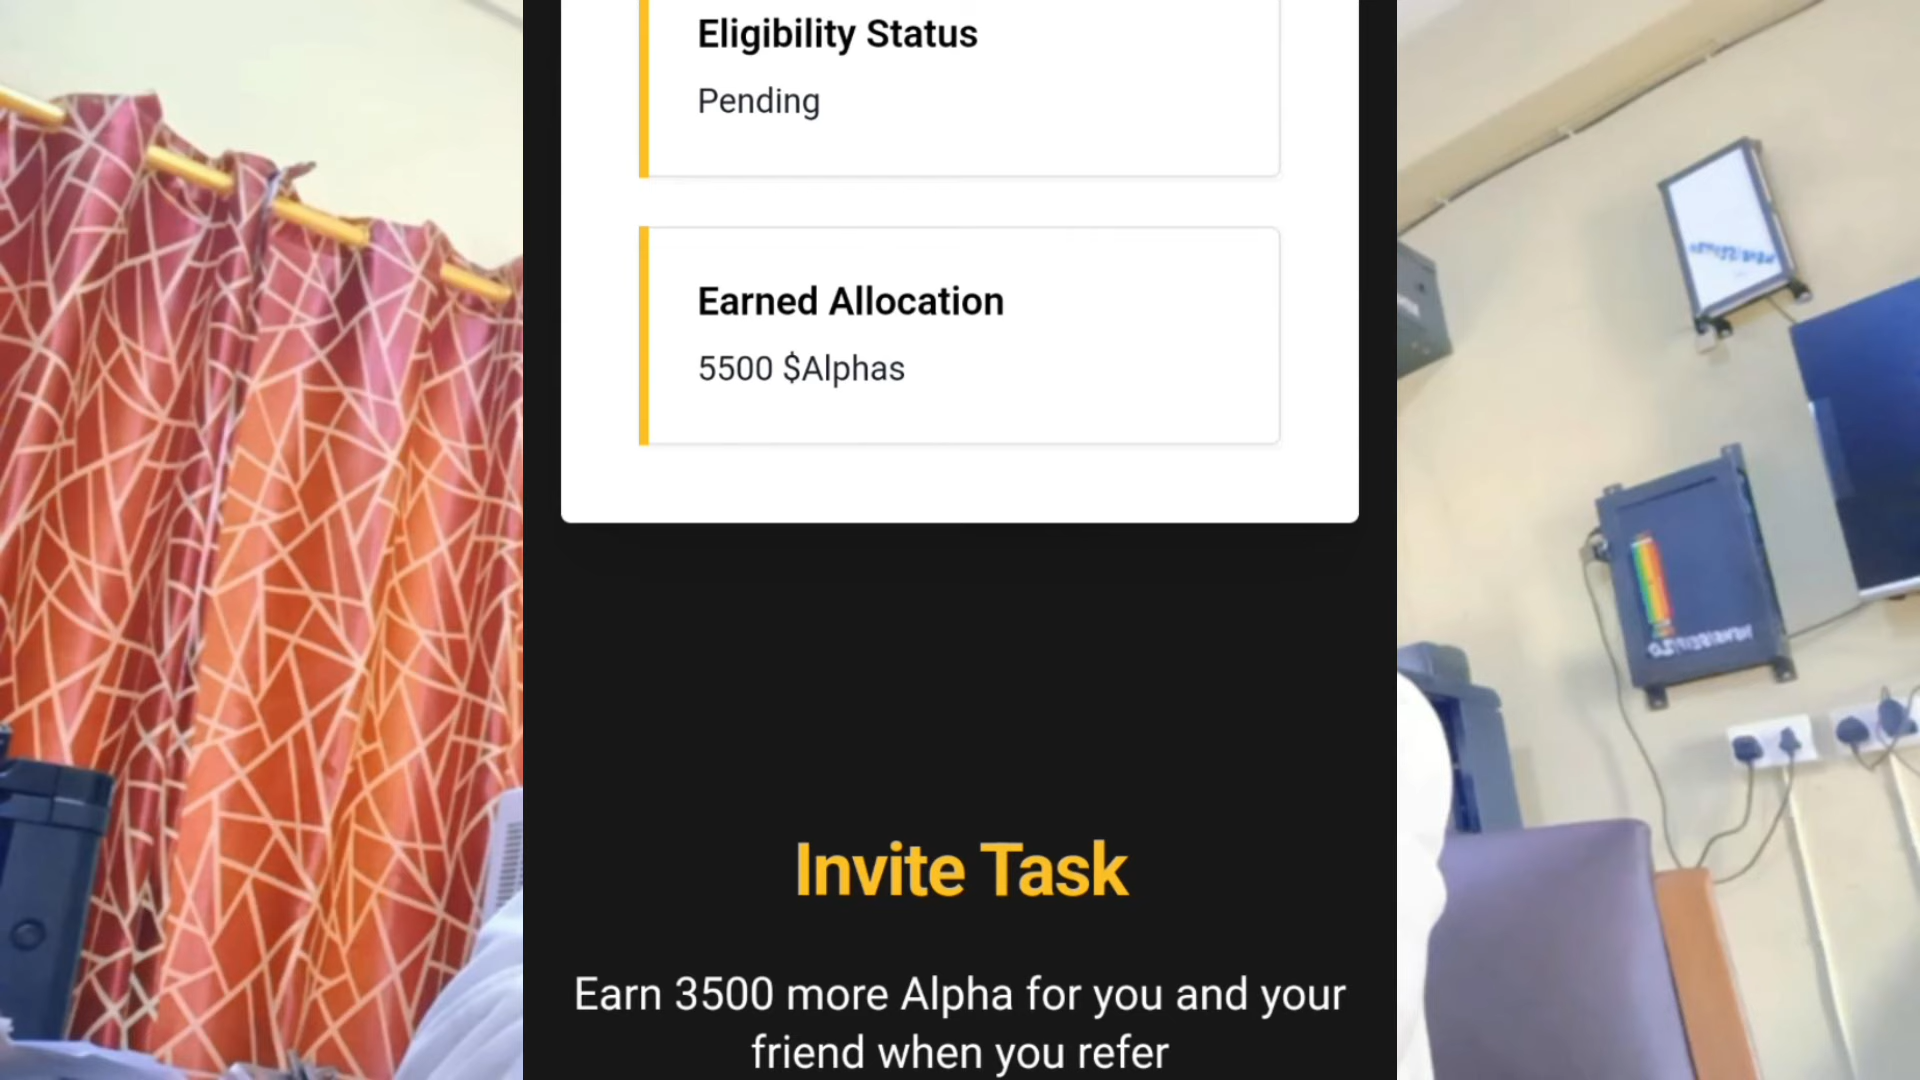 Eligibility Status
Pending
Earned Allocation
5500 $Alphas
Invite Task
Earn 3500 more Alpha for you and your
friend when you refer